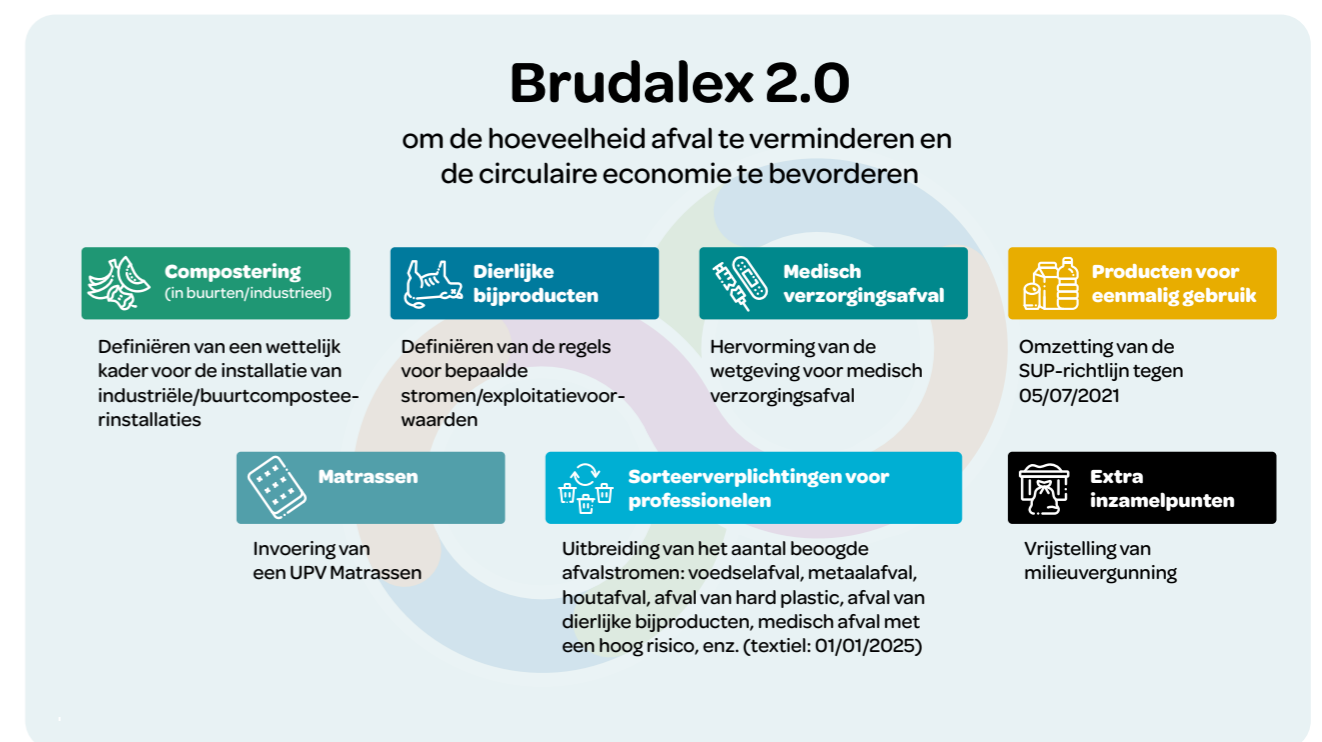 Brudalex 2.0
om de hoeveelheid afval te verminderen en
de circulaire economie te bevorderen
Compostering
(in buurten/industrieel)
Definiëren van een wettelijk
kader voor de installatie van
industriële/buurtcompostee-
rinstallaties
Dierlijke
bijproducten
Definiëren van de regels
voor bepaalde
stromen/exploitatievoor-
waarden
Medisch
verzorgingsafval
Hervorming van de
wetgeving voor medisch
verzorgingsafval
Producten voor
eenmalig gebruik
Omzetting van de
SUP-richtlijn tegen
05/07/2021
Matrassen
Invoering van
een UPV Matrassen
Sorteerverplichtingen voor
professionelen
Uitbreiding van het aantal beoogde
afvalstromen: voedselafval, metaalafval,
houtafval, afval van hard plastic, afval van
dierlijke bijproducten, medisch afval met
een hoog risico, enz. (textiel: 01/01/2025)
Extra
inzamelpunten
Vrijstelling van
milieuvergunning